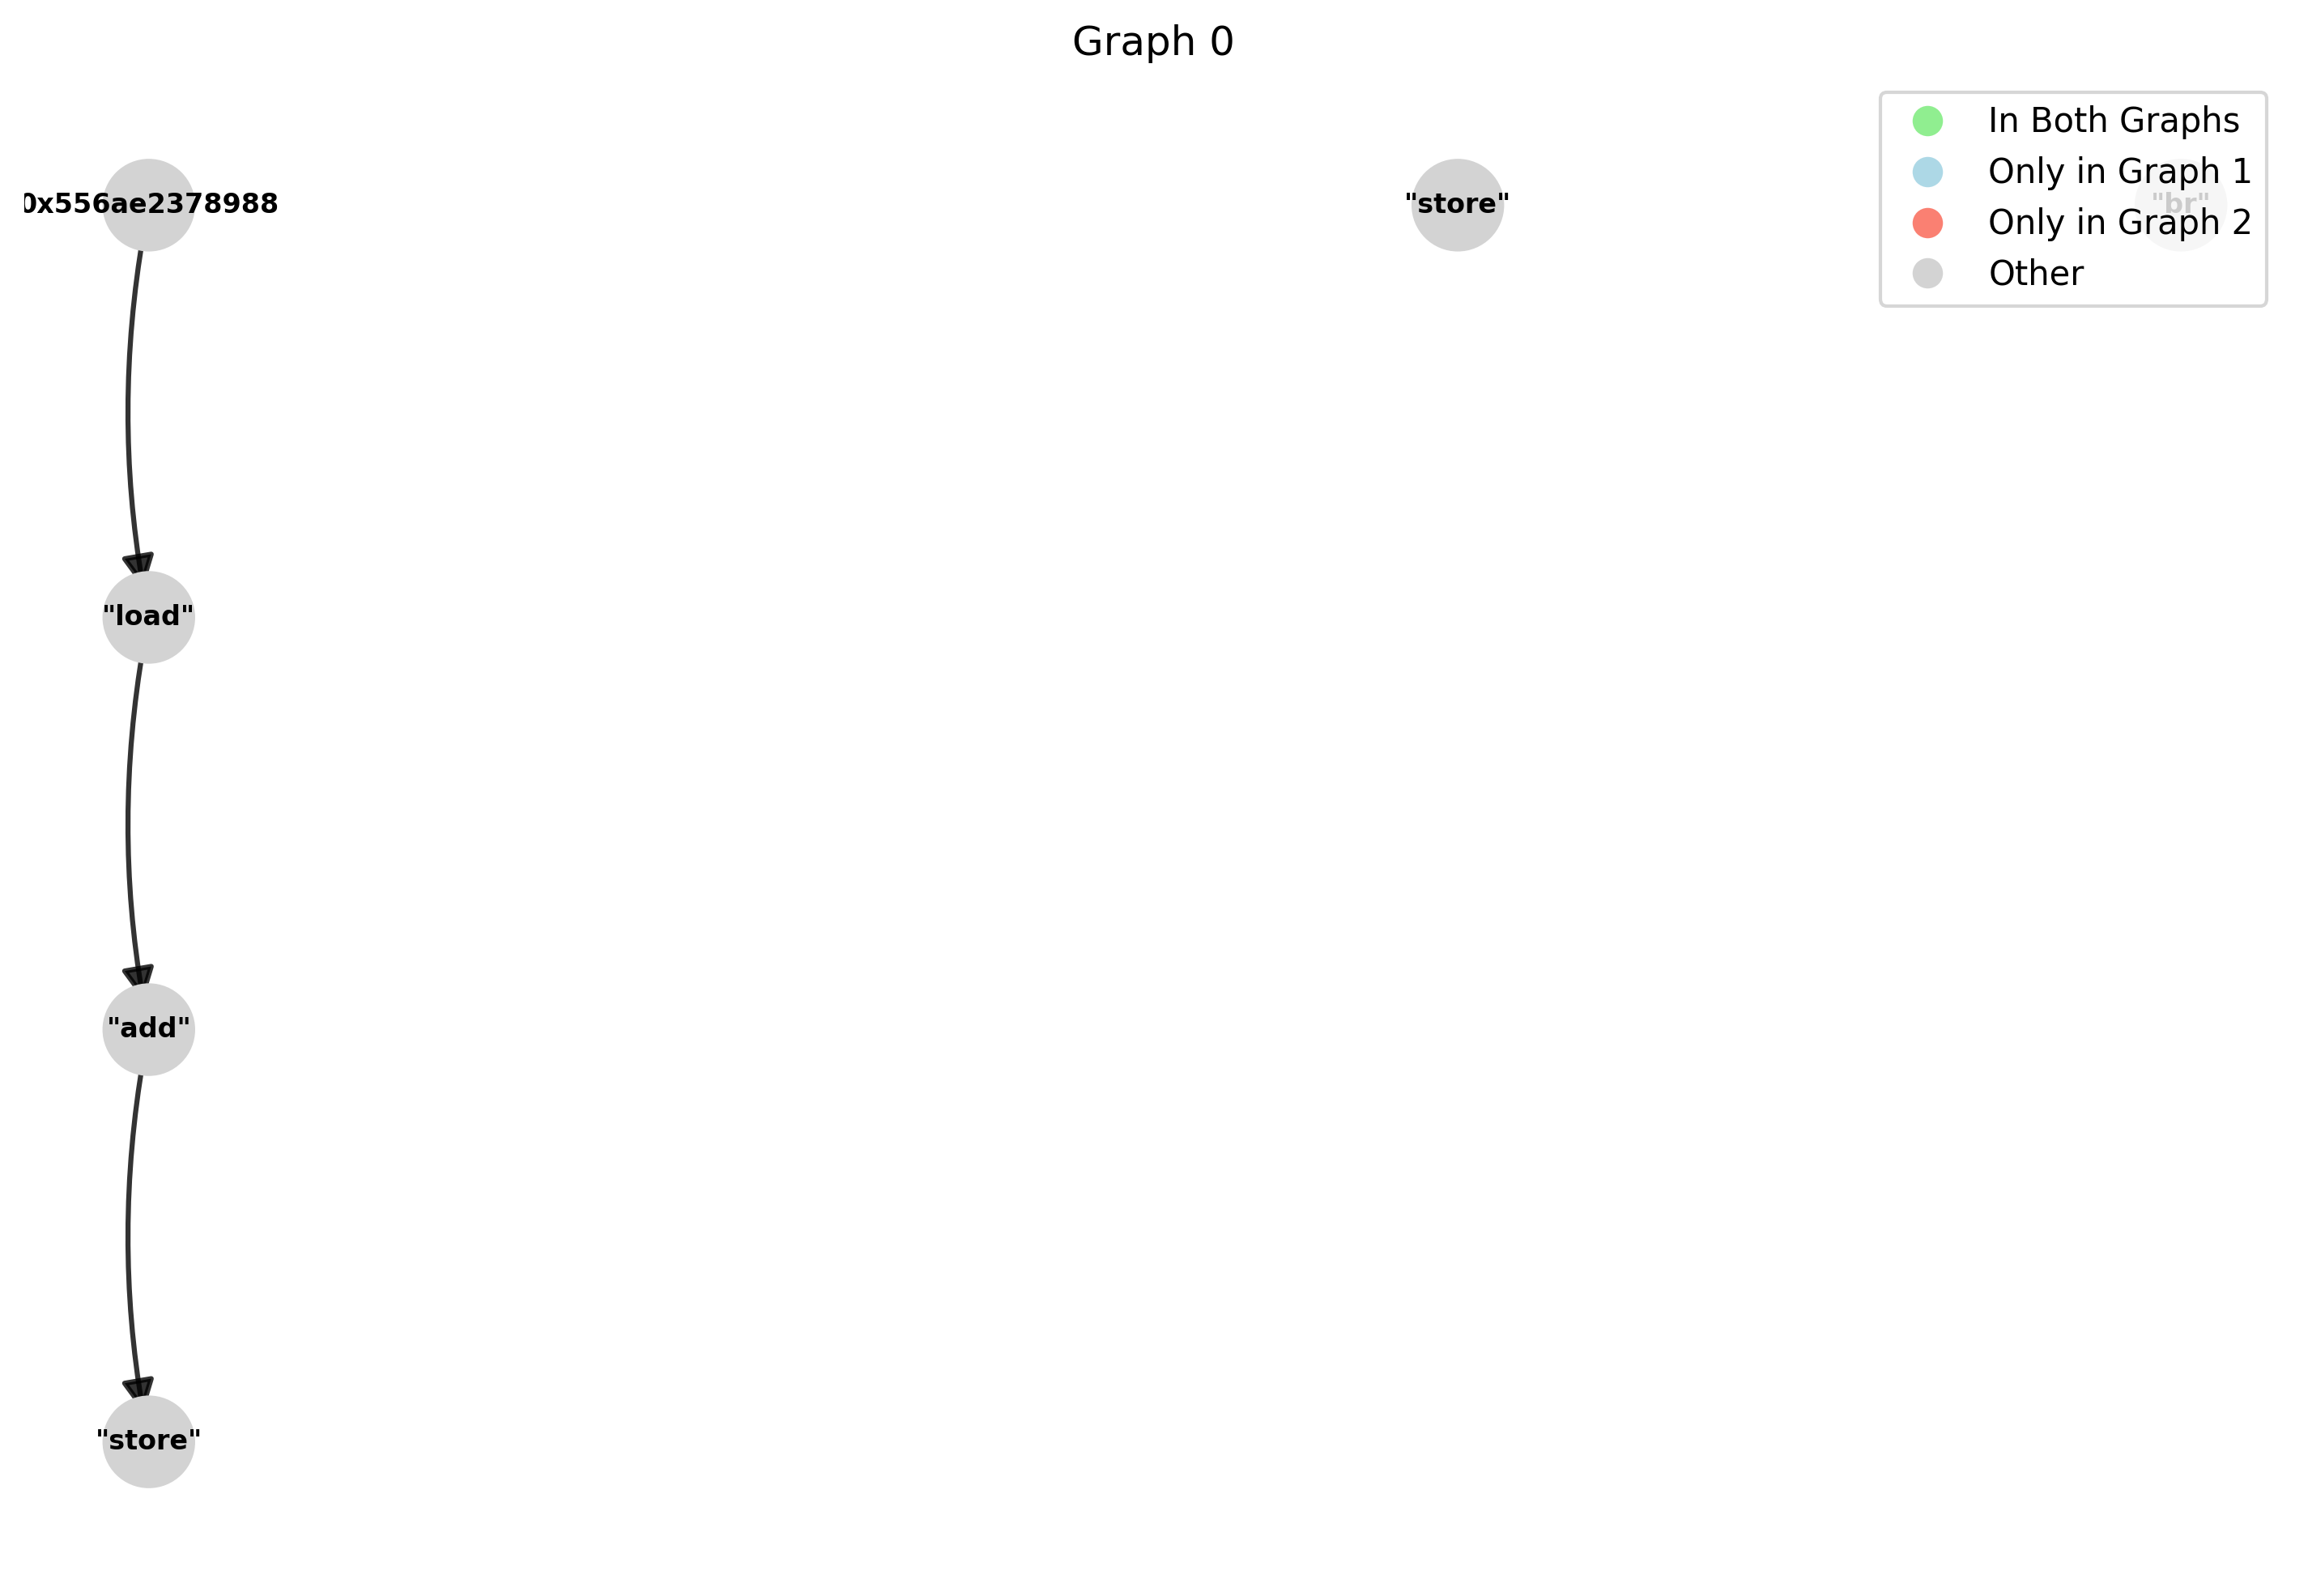 Graph 0
In Both Graphs
Only in Graph 1
Only in Graph 2
Other
0x556ae2378988
"store"
"br"
"load"
"add"
"store"